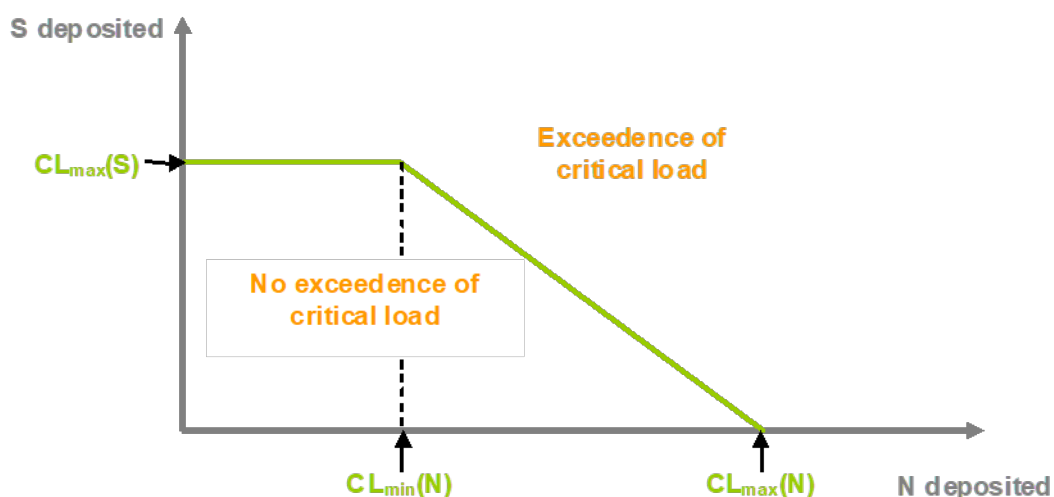 S deposited
Exceedence of
critical load
CLmax(S)
No exceedence of
critical load
CLmin(N)
CLmax(N)
N deposited